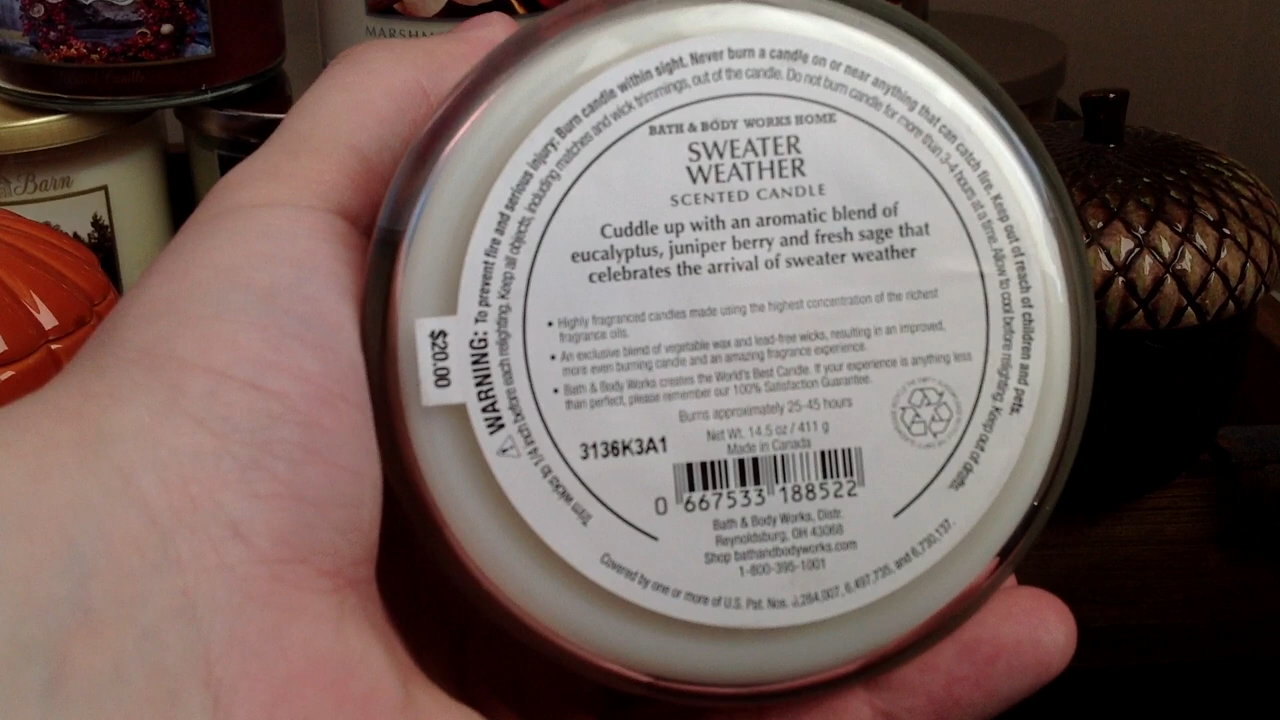 MARSHM
Barn
WARNING: To prevent fire and serious injury: Burn candle within sight. Never burn a candle on or near anything that can catch fire. Keep out of reach of children and pets.
Trim wicks to 1/4 inch before each relighting. Keep all objects, including matches and wick trimmings, out of the candle. Do not burn candle for more than 3-4 hours at a time. Allow to cool before relighting. Keep out of drafts.
$20.00
BATH & BODY WORKS HOME
SWEATER
WEATHER
SCENTED CANDLE
Cuddle up with an aromatic blend of
eucalyptus, juniper berry and fresh sage that
celebrates the arrival of sweater weather
• Highly fragranced candles made using the highest concentration of the richest
fragrance oils.
• An exclusive blend of vegetable wax and lead-free wicks, resulting in an improved,
more even burning candle and an amazing fragrance experience.
• Bath & Body Works creates the World's Best Candle. If your experience is anything less
than perfect, please remember our 100% Satisfaction Guarantee.
Burns approximately 25-45 hours
Net Wt. 14.5 oz / 411 g
Made in Canada
3136K3A1
0 667533 188522
Bath & Body Works, Distr.
Reynoldsburg, OH 43068
Shop bathandbodyworks.com
1-800-395-1001
Covered by one or more of U.S. Pat. Nos. 6,497,735, and 6,730,137.